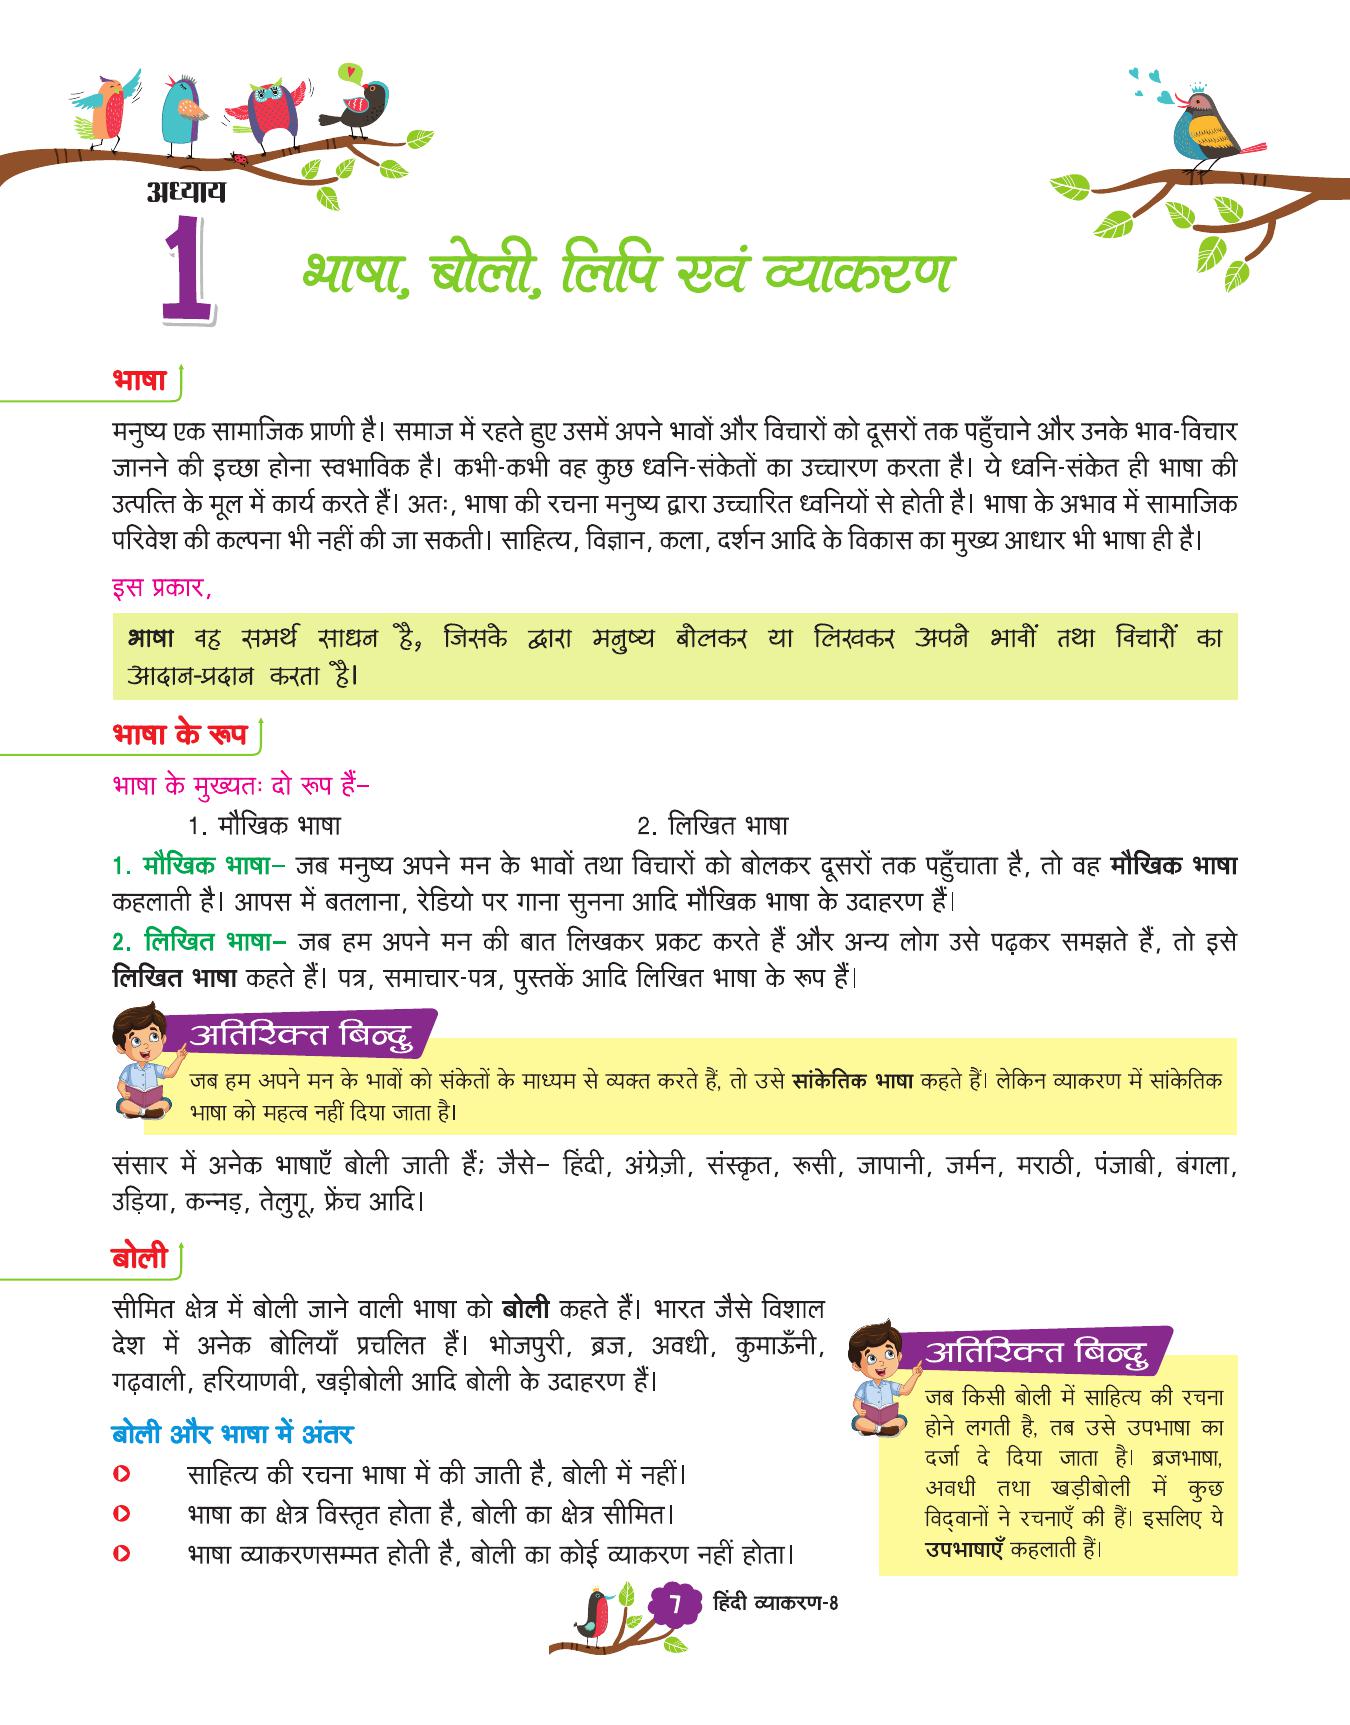 अध्याय
1
भाषा, बोली, लिपि एवं व्याकरण
भाषा
मनुष्य एक सामाजिक प्राणी है। समाज में रहते हुए उसमें अपने भावों और विचारों को दूसरों तक पहुँचाने और उनके भाव-विचार
जानने की इच्छा होना स्वभाविक है। कभी-कभी वह कुछ ध्वनि-संकेतों का उच्चारण करता है। ये ध्वनि-संकेत ही भाषा की
उत्पत्ति के मूल में कार्य करते हैं। अतः, भाषा की रचना मनुष्य द्वारा उच्चारित ध्वनियों से होती है। भाषा के अभाव में सामाजिक
परिवेश की कल्पना भी नहीं की जा सकती। साहित्य, विज्ञान, कला, दर्शन आदि के विकास का मुख्य आधार भी भाषा ही है।
इस प्रकार,
भाषा वह समर्थ साधन है, जिसके द्वारा मनुष्य बोलकर या लिखकर अपने भावों तथा विचारों का
आदान-प्रदान करता है।
भाषा के रूप
भाषा के मुख्यतः दो रूप हैं–
1. मौखिक भाषा 2. लिखित भाषा
1. मौखिक भाषा– जब मनुष्य अपने मन के भावों तथा विचारों को बोलकर दूसरों तक पहुँचाता है, तो वह मौखिक भाषा
कहलाती है। आपस में बतलाना, रेडियो पर गाना सुनना आदि मौखिक भाषा के उदाहरण हैं।
2. लिखित भाषा– जब हम अपने मन की बात लिखकर प्रकट करते हैं और अन्य लोग उसे पढ़कर समझते हैं, तो इसे
लिखित भाषा कहते हैं। पत्र, समाचार-पत्र, पुस्तकें आदि लिखित भाषा के रूप हैं।
अतिरिक्त बिन्दु
जब हम अपने मन के भावों को संकेतों के माध्यम से व्यक्त करते हैं, तो उसे सांकेतिक भाषा कहते हैं। लेकिन व्याकरण में सांकेतिक
भाषा को महत्व नहीं दिया जाता है।
संसार में अनेक भाषाएँ बोली जाती हैं; जैसे– हिंदी, अंग्रेज़ी, संस्कृत, रूसी, जापानी, जर्मन, मराठी, पंजाबी, बंगला,
उड़िया, कन्नड़, तेलुगू, फ्रेंच आदि।
बोली
सीमित क्षेत्र में बोली जाने वाली भाषा को बोली कहते हैं। भारत जैसे विशाल
देश में अनेक बोलियाँ प्रचलित हैं। भोजपुरी, ब्रज, अवधी, कुमाऊँनी,
गढ़वाली, हरियाणवी, खड़ीबोली आदि बोली के उदाहरण हैं।
बोली और भाषा में अंतर
साहित्य की रचना भाषा में की जाती है, बोली में नहीं।
भाषा का क्षेत्र विस्तृत होता है, बोली का क्षेत्र सीमित।
भाषा व्याकरणसम्मत होती है, बोली का कोई व्याकरण नहीं होता।
अतिरिक्त बिन्दु
जब किसी बोली में साहित्य की रचना
होने लगती है, तब उसे उपभाषा का
दर्जा दे दिया जाता है। ब्रजभाषा,
अवधी तथा खड़ीबोली में कुछ
विद्‌वानों ने रचनाएँ की हैं। इसलिए ये
उपभाषाएँ कहलाती हैं।
7 हिंदी व्याकरण-8